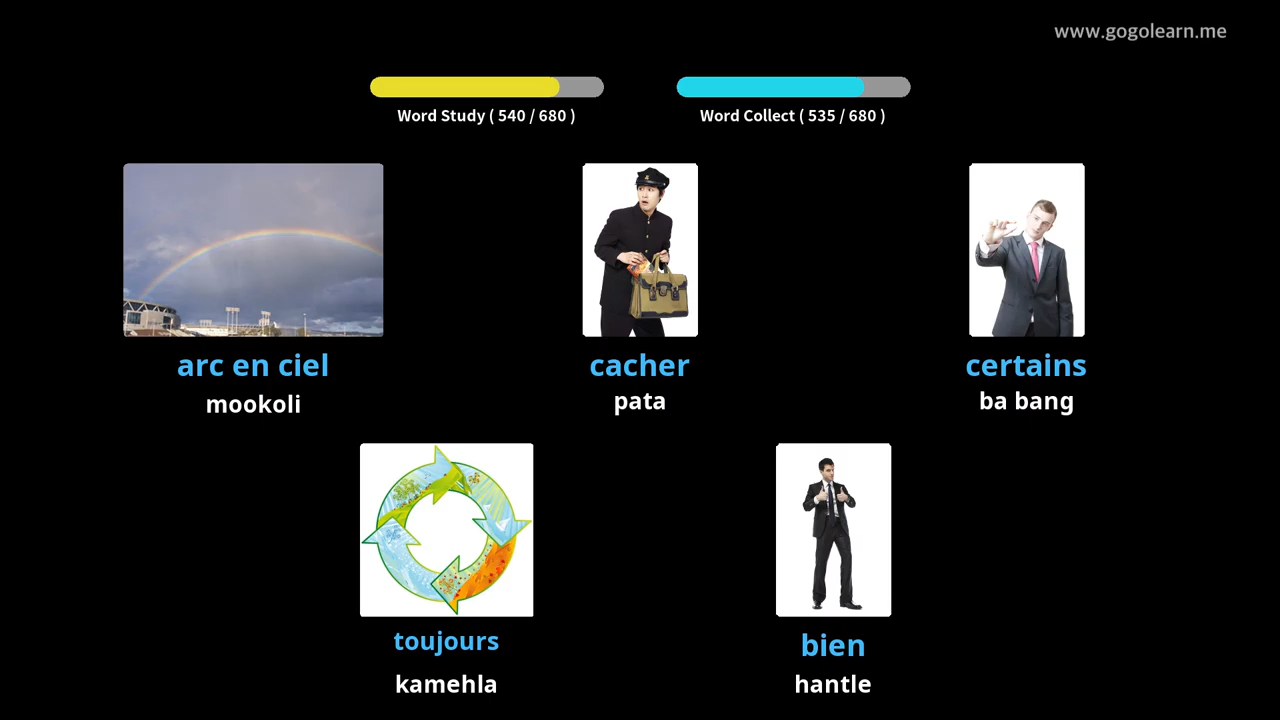 www.gogolearn.me
Word Study ( 540 / 680 )
Word Collect ( 535 / 680 )
arc en ciel
mookoli
cacher
pata
certains
ba bang
toujours
kamehla
bien
hantle